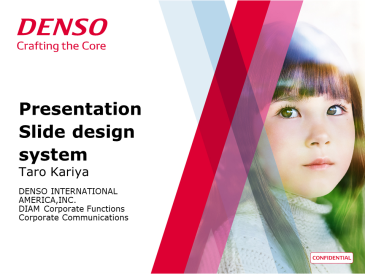 DENSO
Crafting the Core
Presentation
Slide design
system
Taro Kariya
DENSO INTERNATIONAL
AMERICA,INC.
DIAM Corporate Functions
Corporate Communications
CONFIDENTIAL